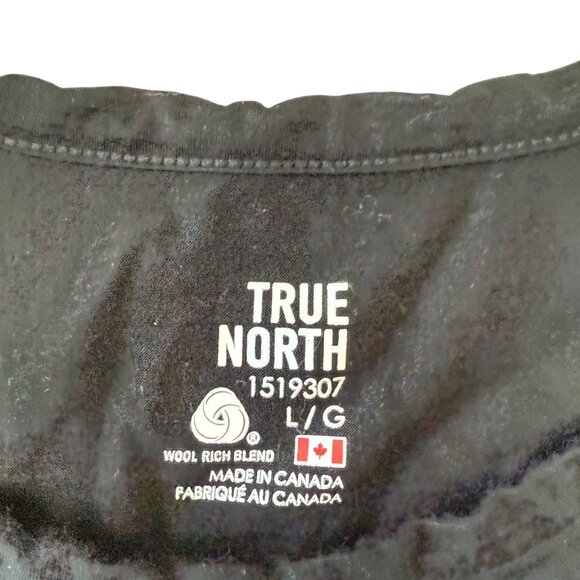 TRUE
NORTH
1519307
L/G
®
WOOL RICH BLEND
MADE IN CANADA
FABRIQUÉ AU CANADA